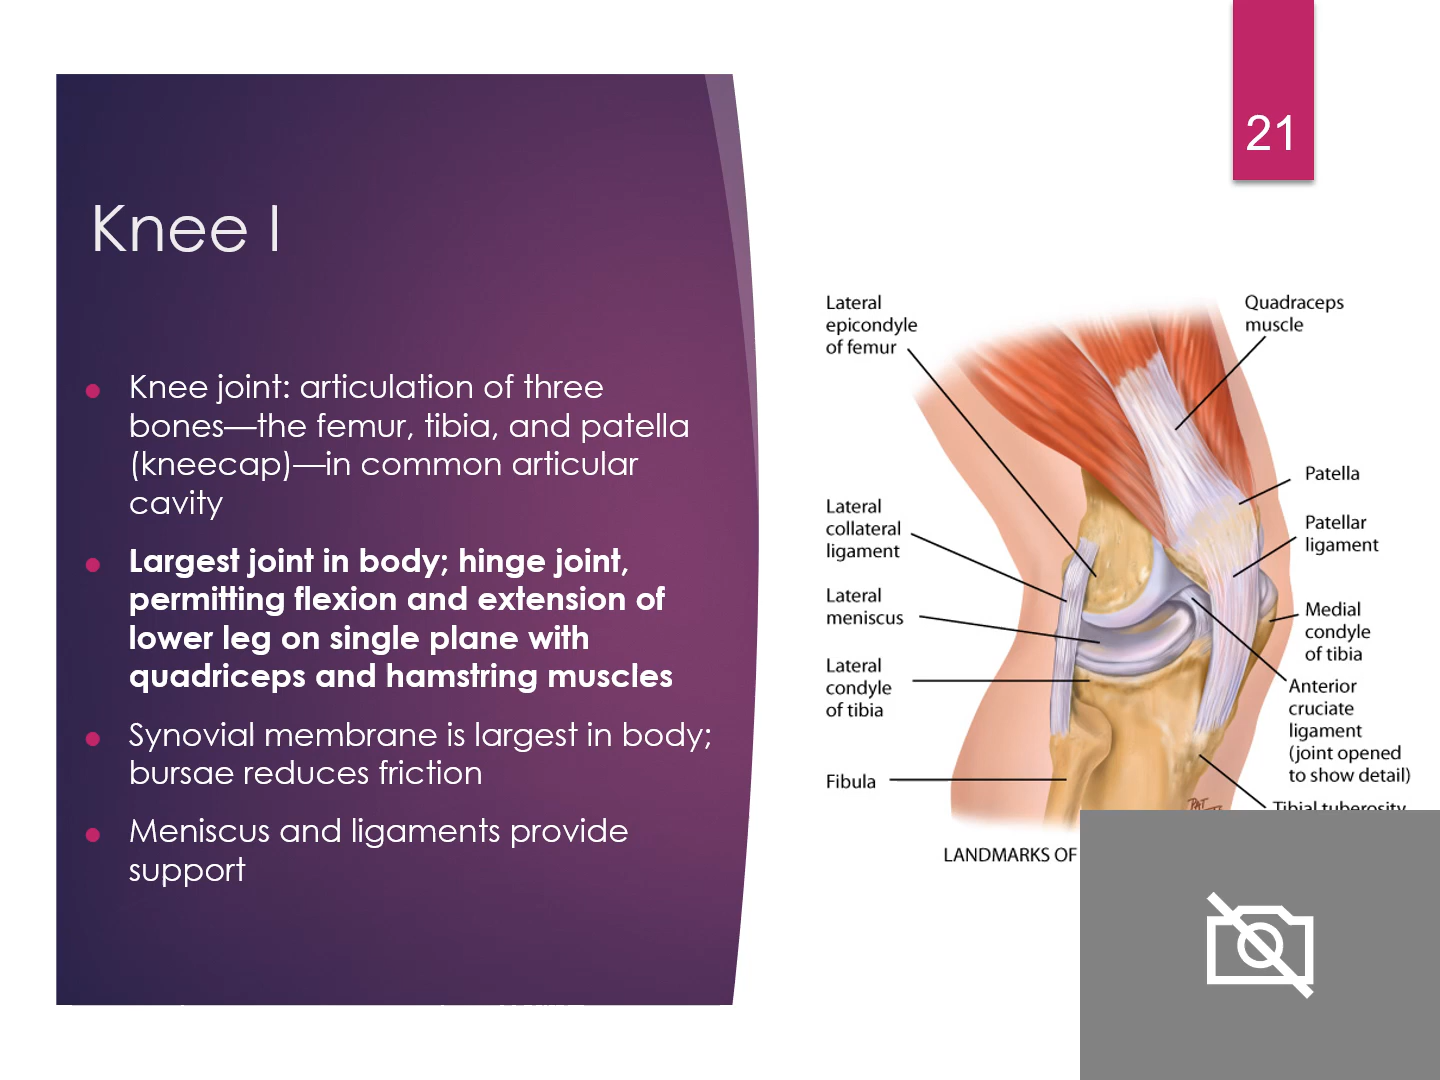 21
Knee I
Knee joint: articulation of three
bones—the femur, tibia, and patella
(kneecap)—in common articular
cavity
Largest joint in body; hinge joint,
permitting flexion and extension of
lower leg on single plane with
quadriceps and hamstring muscles
Synovial membrane is largest in body;
bursae reduces friction
Meniscus and ligaments provide
support
Lateral
epicondyle
of femur
Quadraceps
muscle
Patella
Lateral
collateral
ligament
Patellar
ligament
Lateral
meniscus
Medial
condyle
of tibia
Lateral
condyle
of tibia
Anterior
cruciate
ligament
(joint opened
to show detail)
Fibula
Tibial tuberosity
LANDMARKS OF